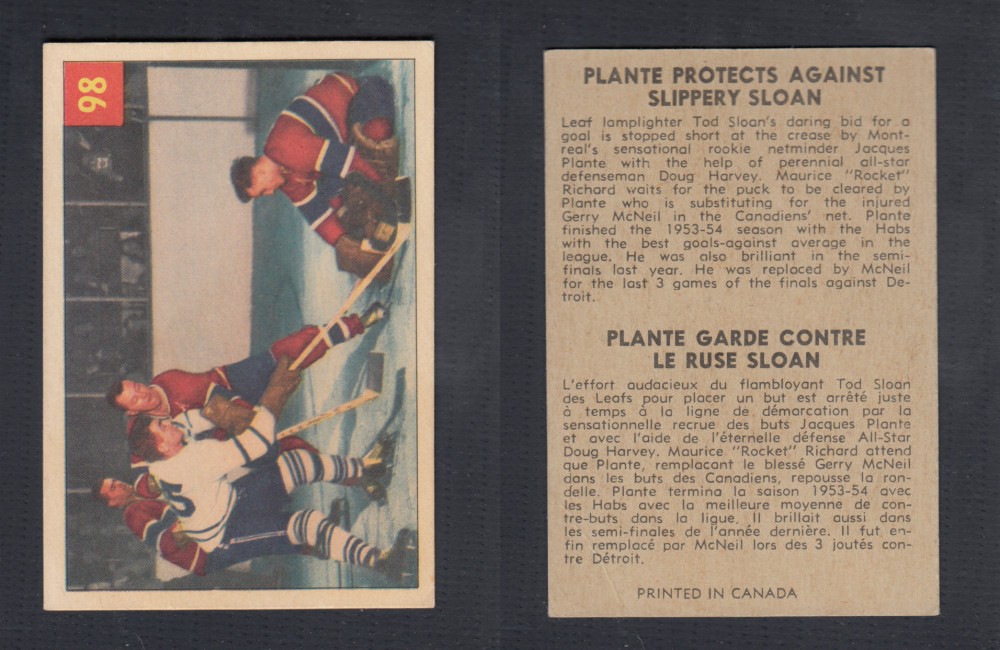 98
PLANTE PROTECTS AGAINST
SLIPPERY SLOAN
Leaf lamplighter Tod Sloan's daring bid for a
goal is stopped short at the crease by Mont-
real's sensational rookie netminder Jacques
Plante with the help of perennial all-star
defenseman Doug Harvey. Maurice "Rocket"
Richard waits for the puck to be cleared by
Plante who is substituting for the injured
Gerry McNeil in the Canadiens' net. Plante
finished the 1953-54 season with the Habs
with the best goals-against average in the
league. He was also brilliant in the semi-
finals last year. He was replaced by McNeil
for the last 3 games of the finals against De-
troit.
PLANTE GARDE CONTRE
LE RUSE SLOAN
L'effort audacieux du flamboyant Tod Sloan
des Leafs pour placer un but est arrêté juste
à temps à la ligne de démarcation par la
sensationnelle recrue des buts Jacques Plante
et avec l'aide de l'éternelle défense All-Star
Doug Harvey. Maurice "Rocket" Richard attend
que Plante, remplacant le blessé Gerry McNeil
dans les buts des Canadiens, repousse la ron-
delle. Plante termina la saison 1953-54 avec
les Habs avec la meilleure moyenne de con-
tre-buts dans la ligue. Il brillait aussi dans
les semi-finales de l'année dernière. Il fut en-
fin remplacé par McNeil lors des 3 joutés con-
tre Détroit.
PRINTED IN CANADA